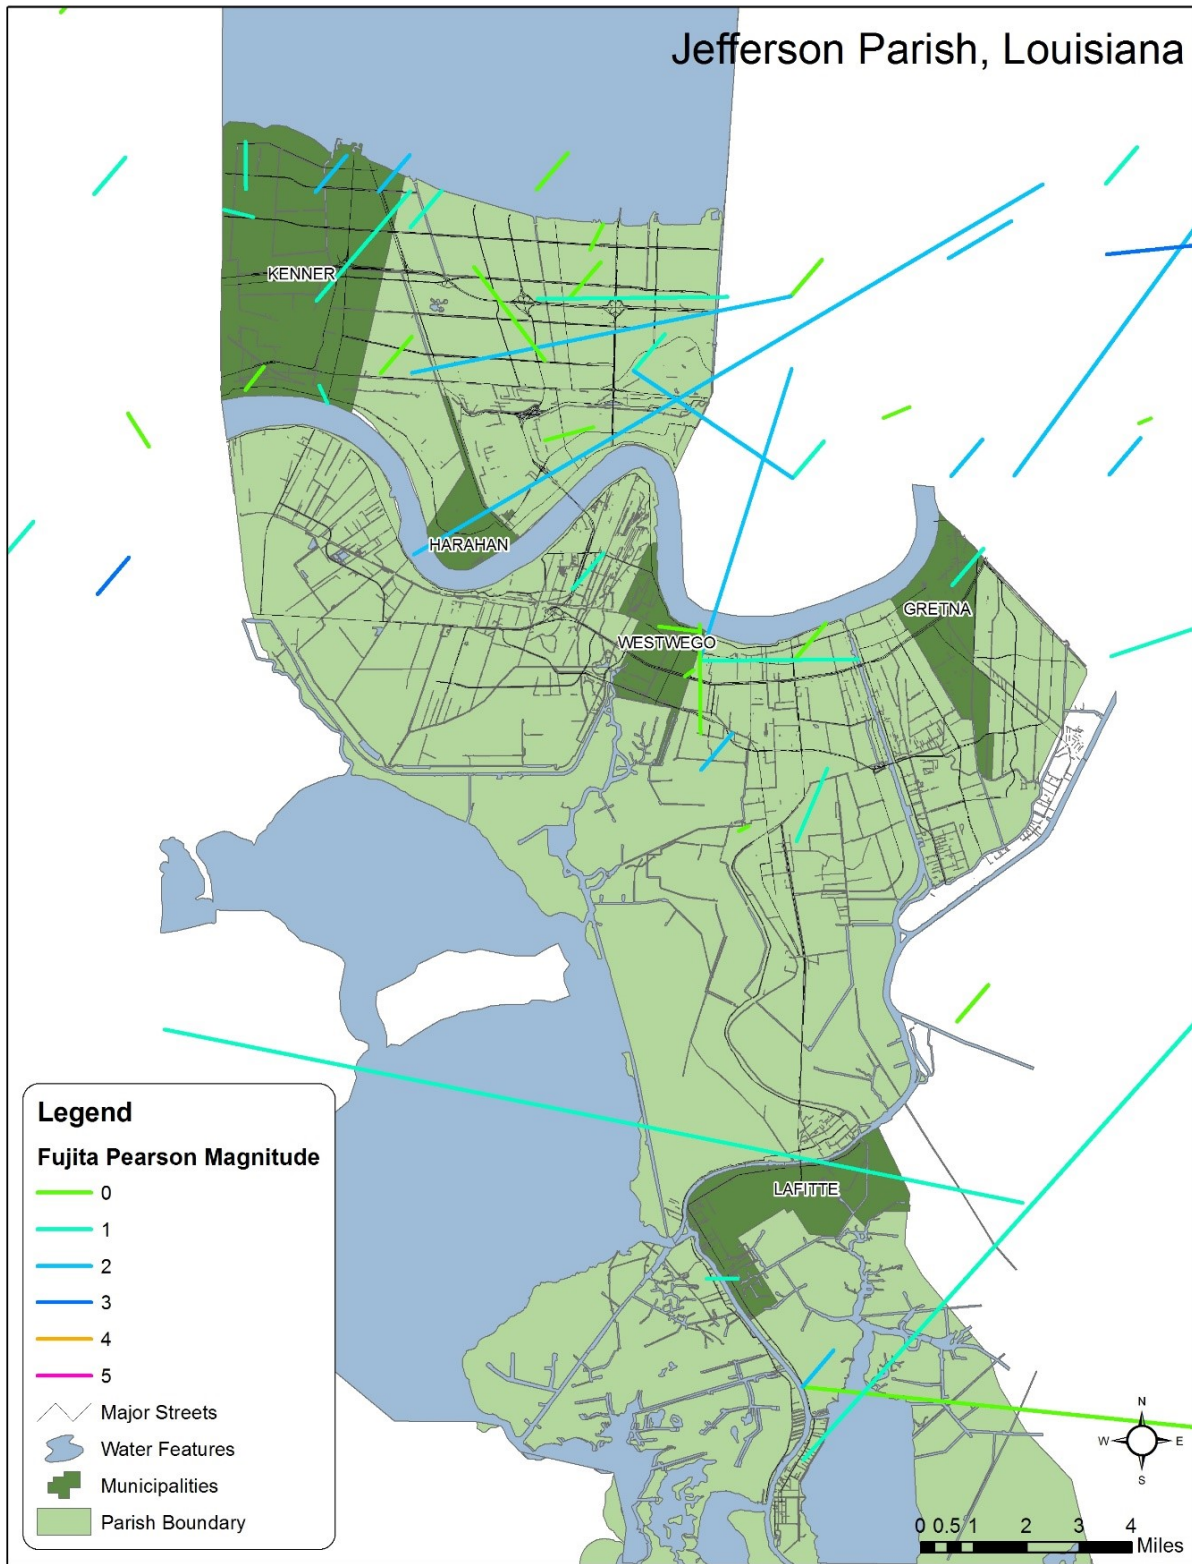 Jefferson Parish, Louisiana
KENNER
HARAHAN
GRETNA
WESTWEGO
LAFITTE
Legend
Fujita Pearson Magnitude
0
1
2
3
4
5
Major Streets
Water Features
Municipalities
Parish Boundary
N
W E
S
0 0.5 1 2 3 4
Miles